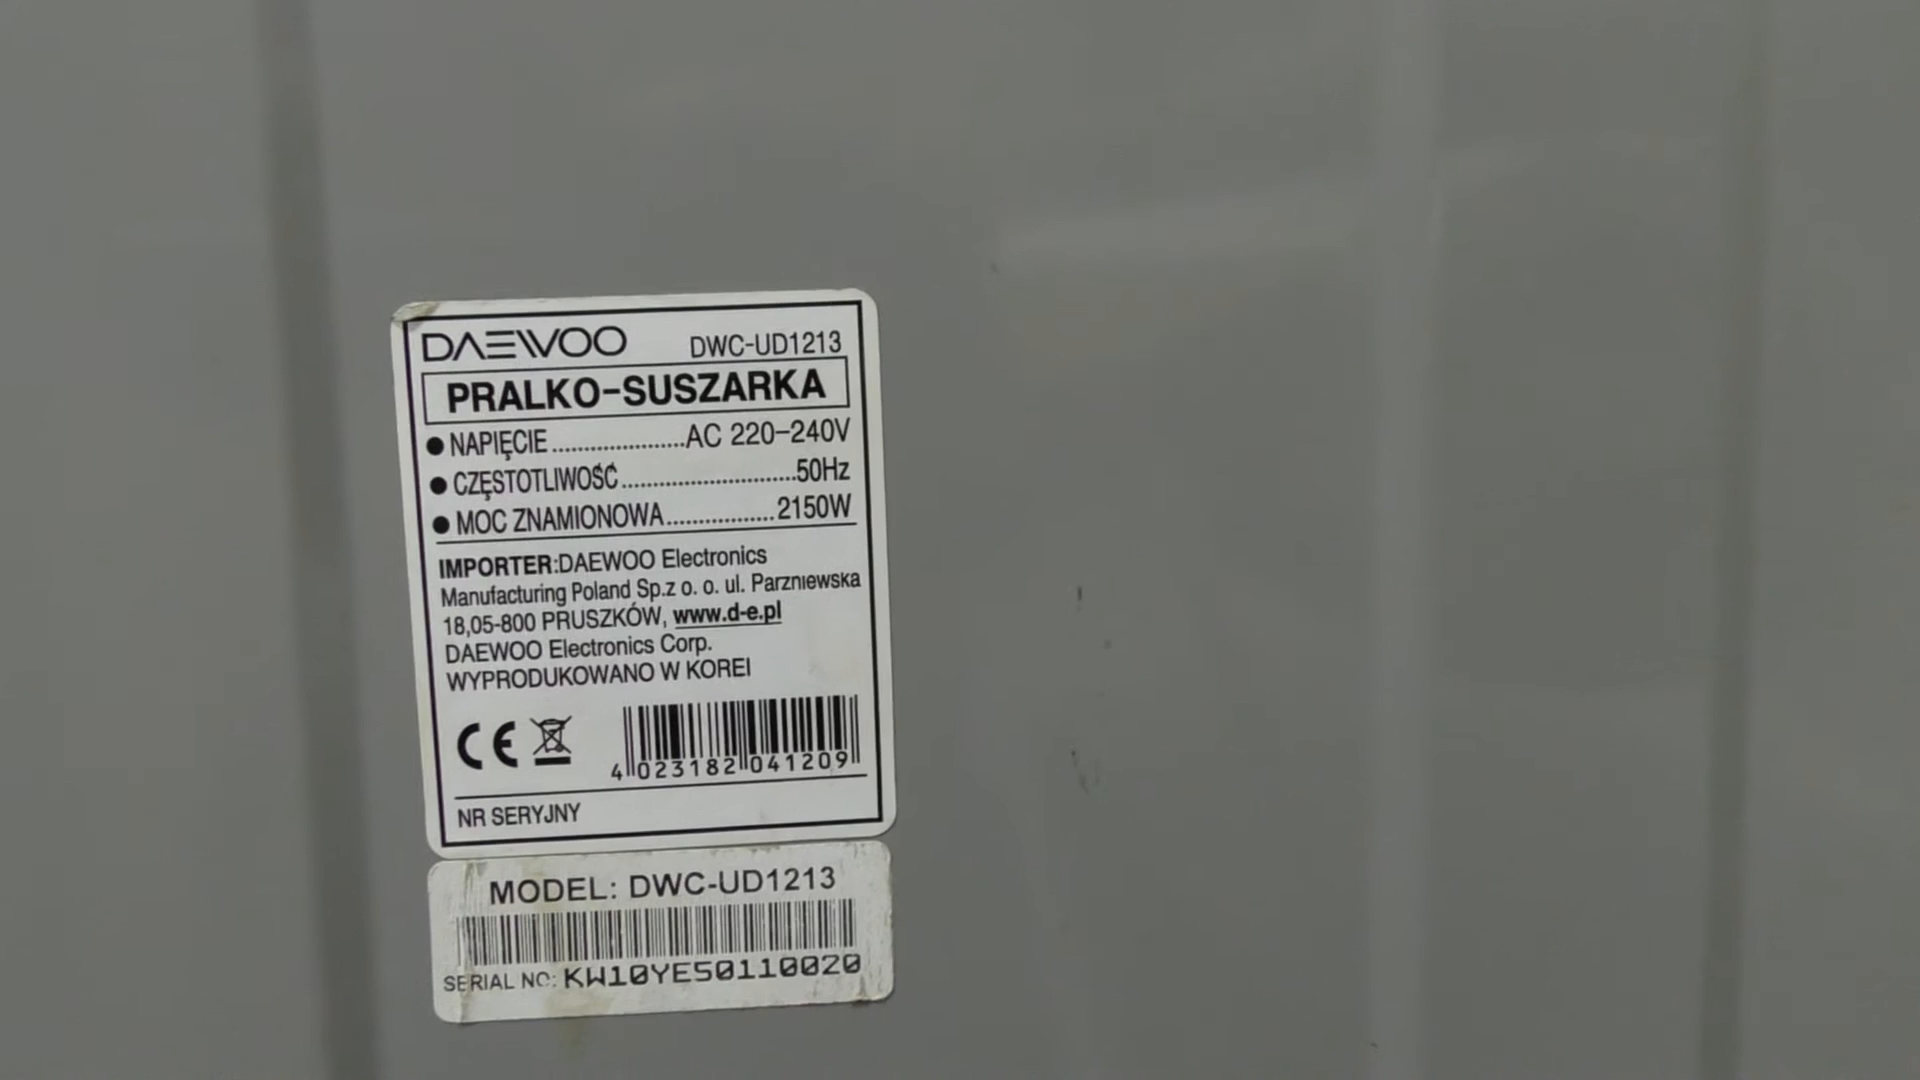 DAEWOO DWC-UD1213
PRALKO-SUSZARKA
● NAPIĘCIE....................AC 220-240V
● CZĘSTOTLIWOŚĆ..........................50Hz
● MOC ZNAMIONOWA................2150W
IMPORTER:DAEWOO Electronics
Manufacturing Poland Sp.z o. o. ul. Parzniewska
18,05-800 PRUSZKÓW, www.d-e.pl
DAEWOO Electronics Corp.
WYPRODUKOWANO W KOREI
CE
4 023182 041209
NR SERYJNY
MODEL: DWC-UD1213
SERIAL NO: KW10YE50110020